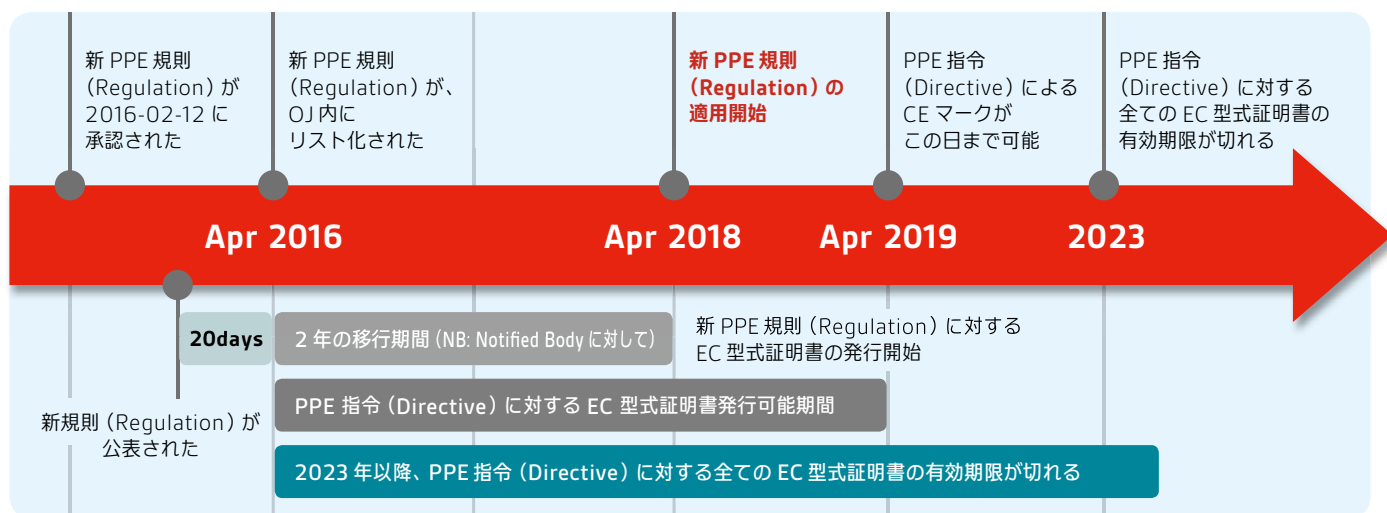 新 PPE 規則
（Regulation）が
2016-02-12 に
承認された
新 PPE 規則
（Regulation）が、
OJ 内に
リスト化された
新 PPE 規則
（Regulation）の
適用開始
PPE 指令
（Directive）による
CE マークが
この日まで可能
PPE 指令
（Directive）に対する
全ての EC 型式証明書の
有効期限が切れる
Apr 2016
Apr 2018
Apr 2019
2023
20days
2 年の移行期間（NB: Notified Body に対して）
新 PPE 規則（Regulation）に対する
EC 型式証明書の発行開始
PPE 指令（Directive）に対する EC 型式証明書発行可能期間
新規則（Regulation）が
公表された
2023 年以降、PPE 指令（Directive）に対する全ての EC 型式証明書の有効期限が切れる